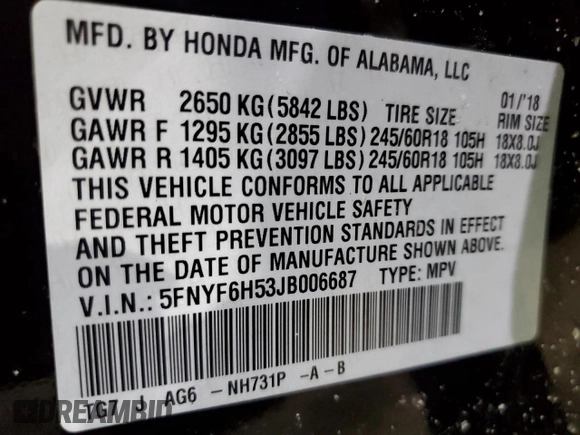 MFD. BY HONDA MFG. OF ALABAMA, LLC
01/'18
GVWR 2650 KG(5842 LBS) TIRE SIZE RIM SIZE
GAWR F 1295 KG(2855 LBS)245/60R18 105H 18X8.0J
GAWR R 1405 KG(3097 LBS)245/60R18 105H 18X8.0J
THIS VEHICLE CONFORMS TO ALL APPLICABLE
FEDERAL MOTOR VEHICLE SAFETY
AND THEFT PREVENTION STANDARDS IN EFFECT
ON THE DATE OF MANUFACTURE SHOWN ABOVE.
V.I.N.: 5FNYF6H53JB006687 TYPE: MPV
TG7 J AG6 -NH731P -A-B
DREAMBID